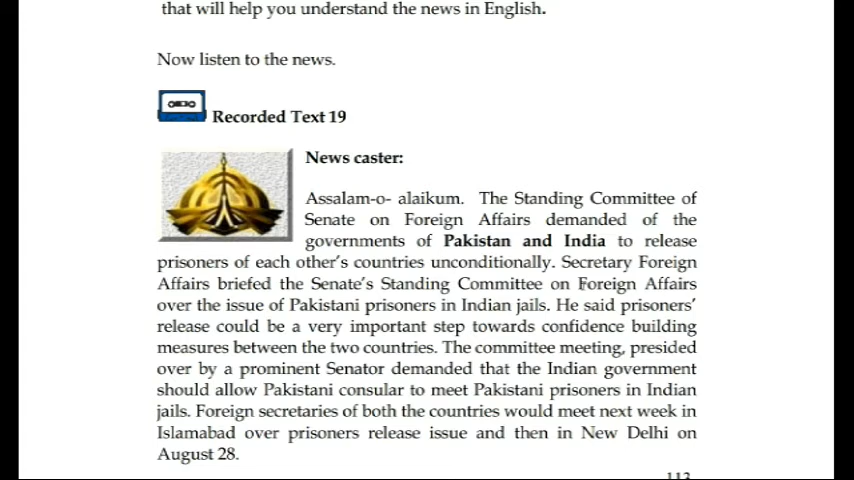 that will help you understand the news in English.
Now listen to the news.
Recorded Text 19
News caster:
Assalam-o- alaikum. The Standing Committee of
Senate on Foreign Affairs demanded of the
governments of Pakistan and India to release
prisoners of each other's countries unconditionally. Secretary Foreign
Affairs briefed the Senate's Standing Committee on Foreign Affairs
over the issue of Pakistani prisoners in Indian jails. He said prisoners'
release could be a very important step towards confidence building
measures between the two countries. The committee meeting, presided
over by a prominent Senator demanded that the Indian government
should allow Pakistani consular to meet Pakistani prisoners in Indian
jails. Foreign secretaries of both the countries would meet next week in
Islamabad over prisoners release issue and then in New Delhi on
August 28.
113